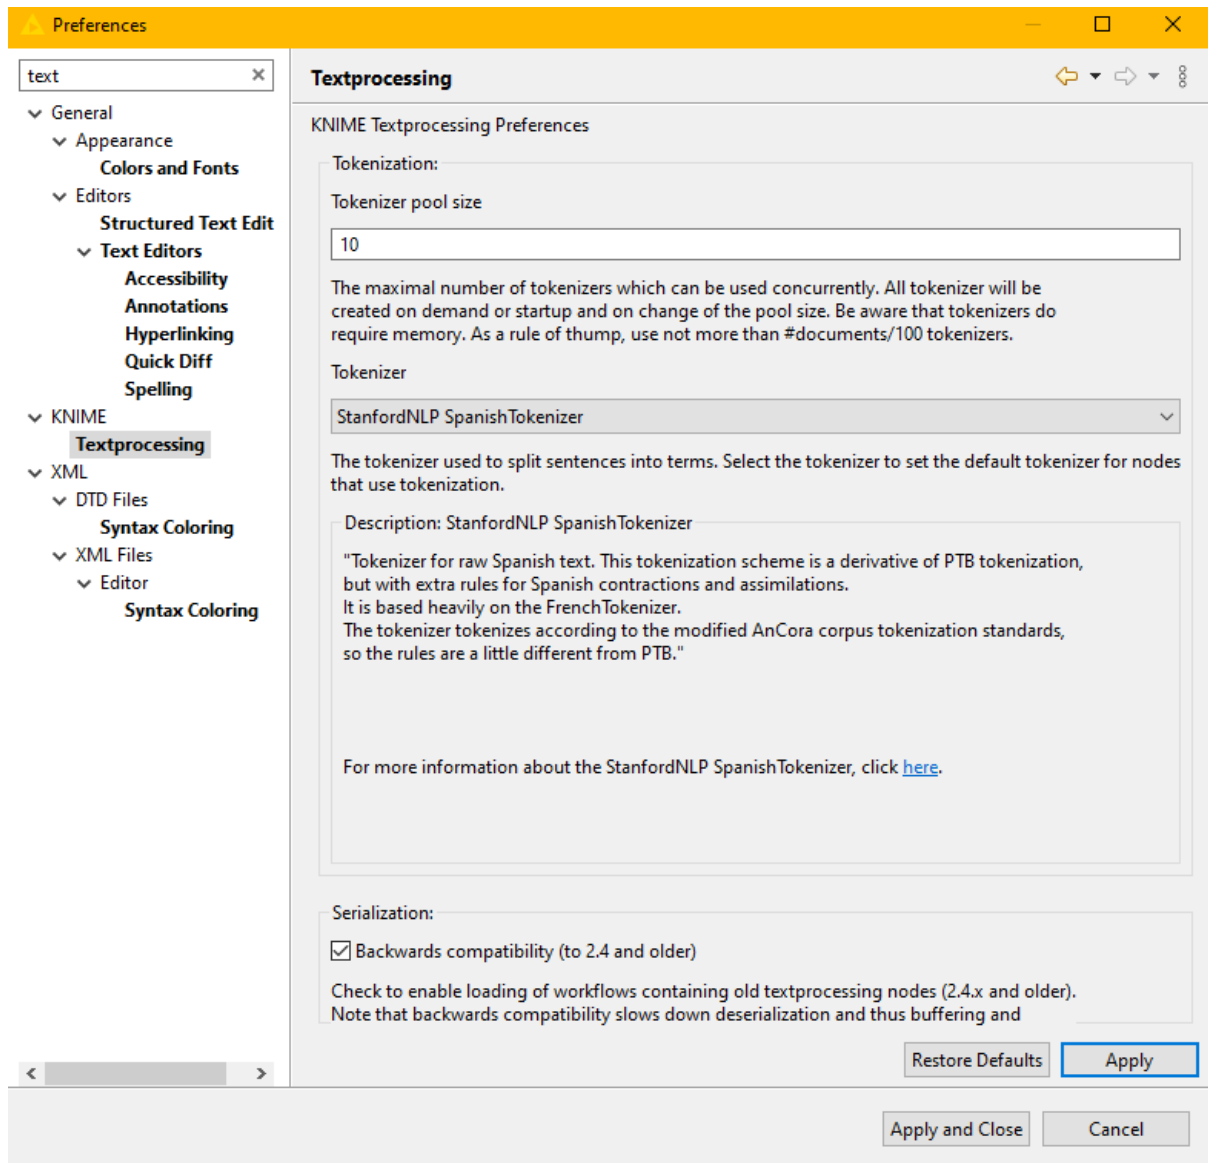 Preferences
text
General
Appearance
Colors and Fonts
Editors
Structured Text Edit
Text Editors
Accessibility
Annotations
Hyperlinking
Quick Diff
Spelling
KNIME
Textprocessing
XML
DTD Files
Syntax Coloring
XML Files
Editor
Syntax Coloring
Textprocessing
KNIME Textprocessing Preferences
Tokenization:
Tokenizer pool size
10
The maximal number of tokenizers which can be used concurrently. All tokenizer will be
created on demand or startup and on change of the pool size. Be aware that tokenizers do
require memory. As a rule of thump, use not more than #documents/100 tokenizers.
Tokenizer
StanfordNLP SpanishTokenizer
The tokenizer used to split sentences into terms. Select the tokenizer to set the default tokenizer for nodes
that use tokenization.
Description: StanfordNLP SpanishTokenizer
"Tokenizer for raw Spanish text. This tokenization scheme is a derivative of PTB tokenization,
but with extra rules for Spanish contractions and assimilations.
It is based heavily on the FrenchTokenizer.
The tokenizer tokenizes according to the modified AnCora corpus tokenization standards,
so the rules are a little different from PTB."
For more information about the StanfordNLP SpanishTokenizer, click here.
Serialization:
Backwards compatibility (to 2.4 and older)
Check to enable loading of workflows containing old textprocessing nodes (2.4.x and older).
Note that backwards compatibility slows down deserialization and thus buffering and
Restore Defaults
Apply
Apply and Close
Cancel